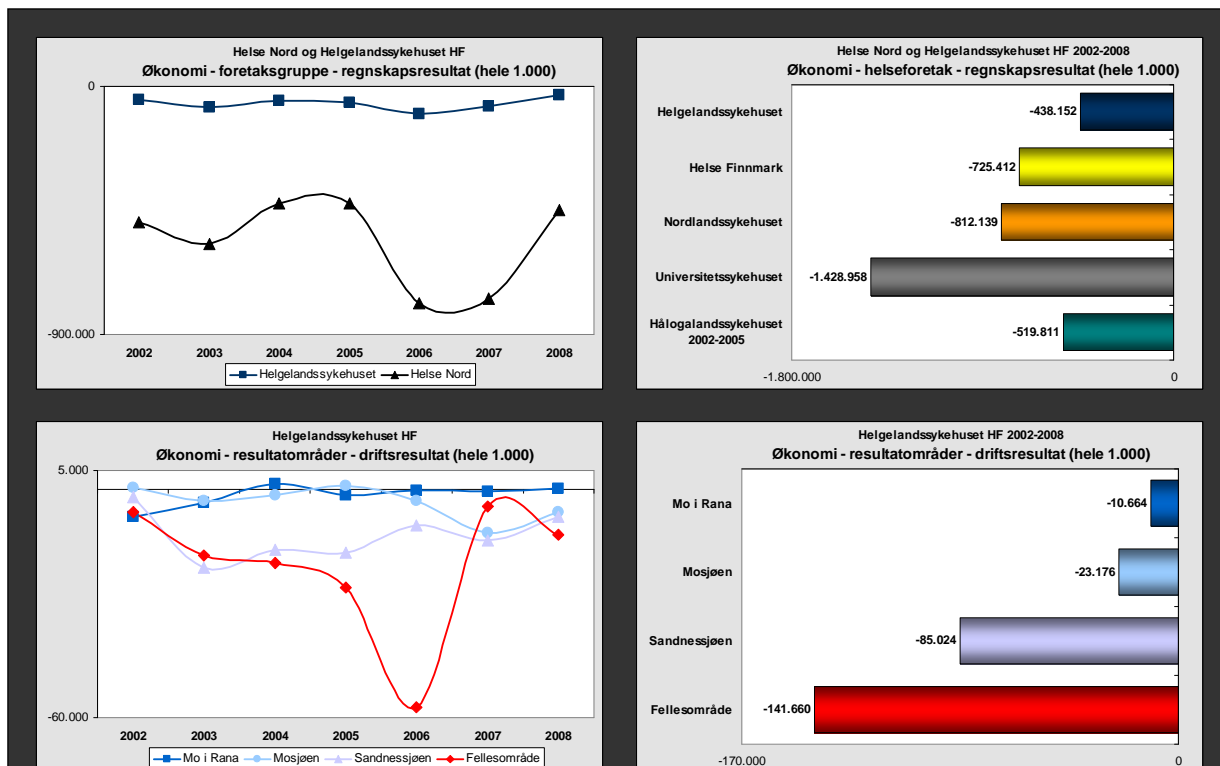 Helse Nord og Helgelandssykehuset HF
Økonomi - foretaksgruppe - regnskapsresultat (hele 1.000)
0
-900.000
2002 2003 2004 2005 2006 2007 2008
Helgelandssykehuset Helse Nord
Helse Nord og Helgelandssykehuset HF 2002-2008
Økonomi - helseforetak - regnskapsresultat (hele 1.000)
Helgelandssykehuset -438.152
Helse Finnmark -725.412
Nordlandssykehuset -812.139
Universitetssykehuset -1.428.958
Hålogalandssykehuset
2002-2005 -519.811
-1.800.000 0
Helgelandssykehuset HF
Økonomi - resultatområder - driftsresultat (hele 1.000)
5.000
-60.000
2002 2003 2004 2005 2006 2007 2008
Mo i Rana Mosjøen Sandnessjøen Fellesområde
Helgelandssykehuset HF 2002-2008
Økonomi - resultatområder - driftsresultat (hele 1.000)
Mo i Rana -10.664
Mosjøen -23.176
Sandnessjøen -85.024
Fellesområde -141.660
-170.000 0